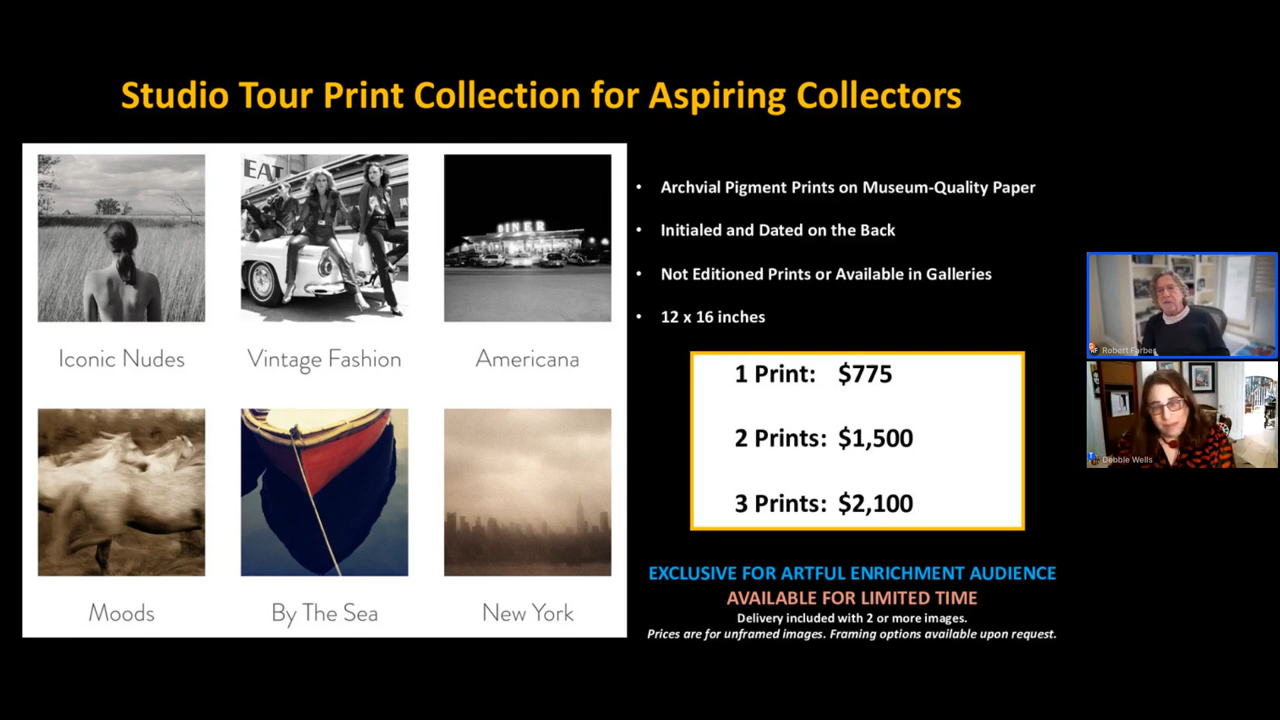 Studio Tour Print Collection for Aspiring Collectors
EAT
DINER
Iconic Nudes
Vintage Fashion
Americana
Moods
By The Sea
New York
• Archvial Pigment Prints on Museum-Quality Paper
• Initialed and Dated on the Back
• Not Editioned Prints or Available in Galleries
• 12 x 16 inches
1 Print: $775
2 Prints: $1,500
3 Prints: $2,100
EXCLUSIVE FOR ARTFUL ENRICHMENT AUDIENCE
AVAILABLE FOR LIMITED TIME
Delivery included with 2 or more images.
Prices are for unframed images. Framing options available upon request.
Robert Farber
Debbie Wells